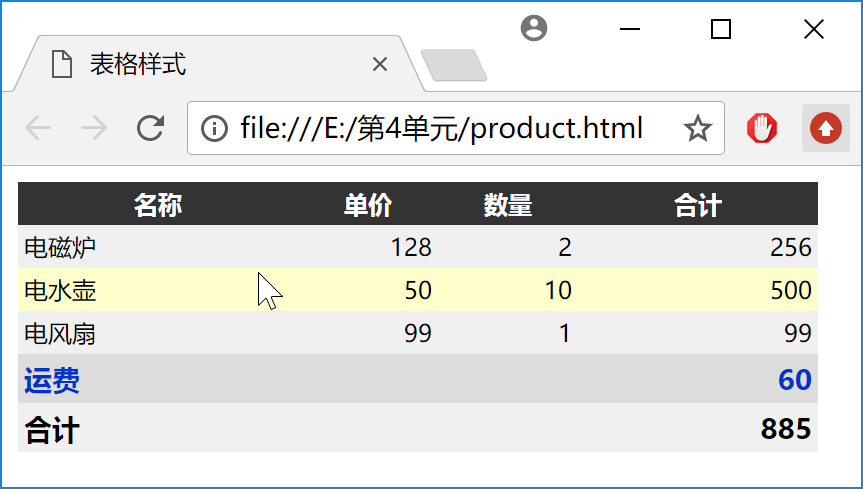 表格样式
file:///E:/第4单元/product.html
名称 单价 数量 合计
电磁炉 128 2 256
电水壶 50 10 500
电风扇 99 1 99
运费 60
合计 885